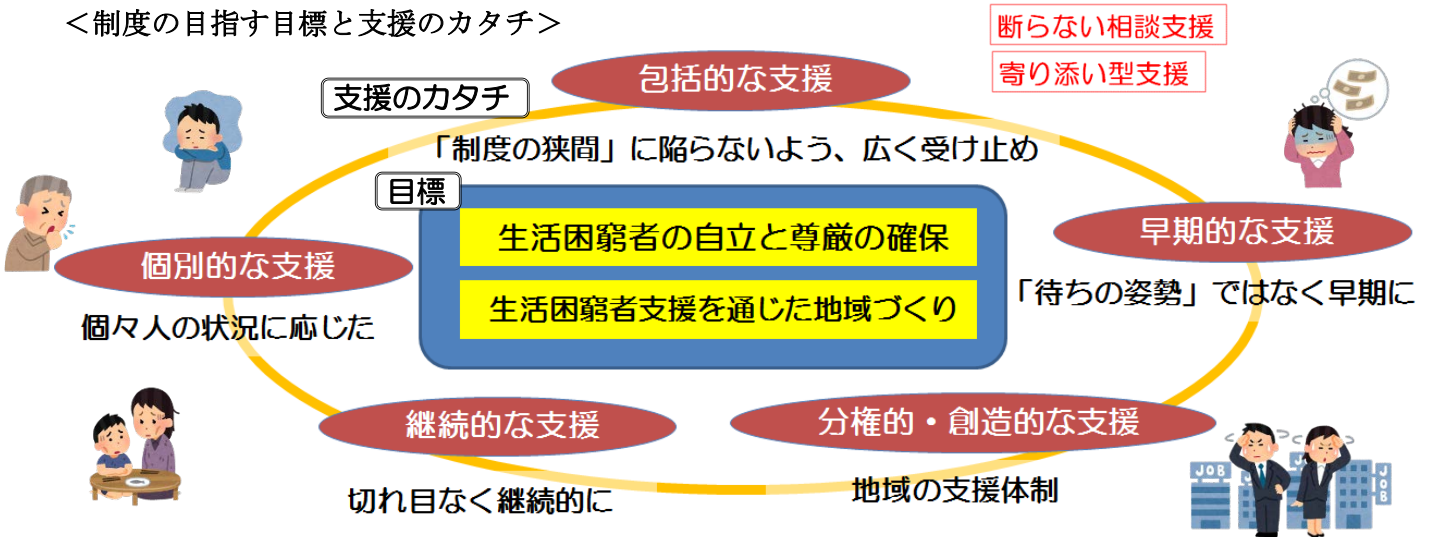 ＜制度の目指す目標と支援のカタチ＞
断らない相談支援
寄り添い型支援
支援のカタチ
包括的な支援
「制度の狭間」に陥らないよう、広く受け止め
目標
生活困窮者の自立と尊厳の確保
生活困窮者支援を通じた地域づくり
早期的な支援
「待ちの姿勢」ではなく早期に
個別的な支援
個々人の状況に応じた
継続的な支援
切れ目なく継続的に
分権的・創造的な支援
地域の支援体制
JOB
JOB
JOB